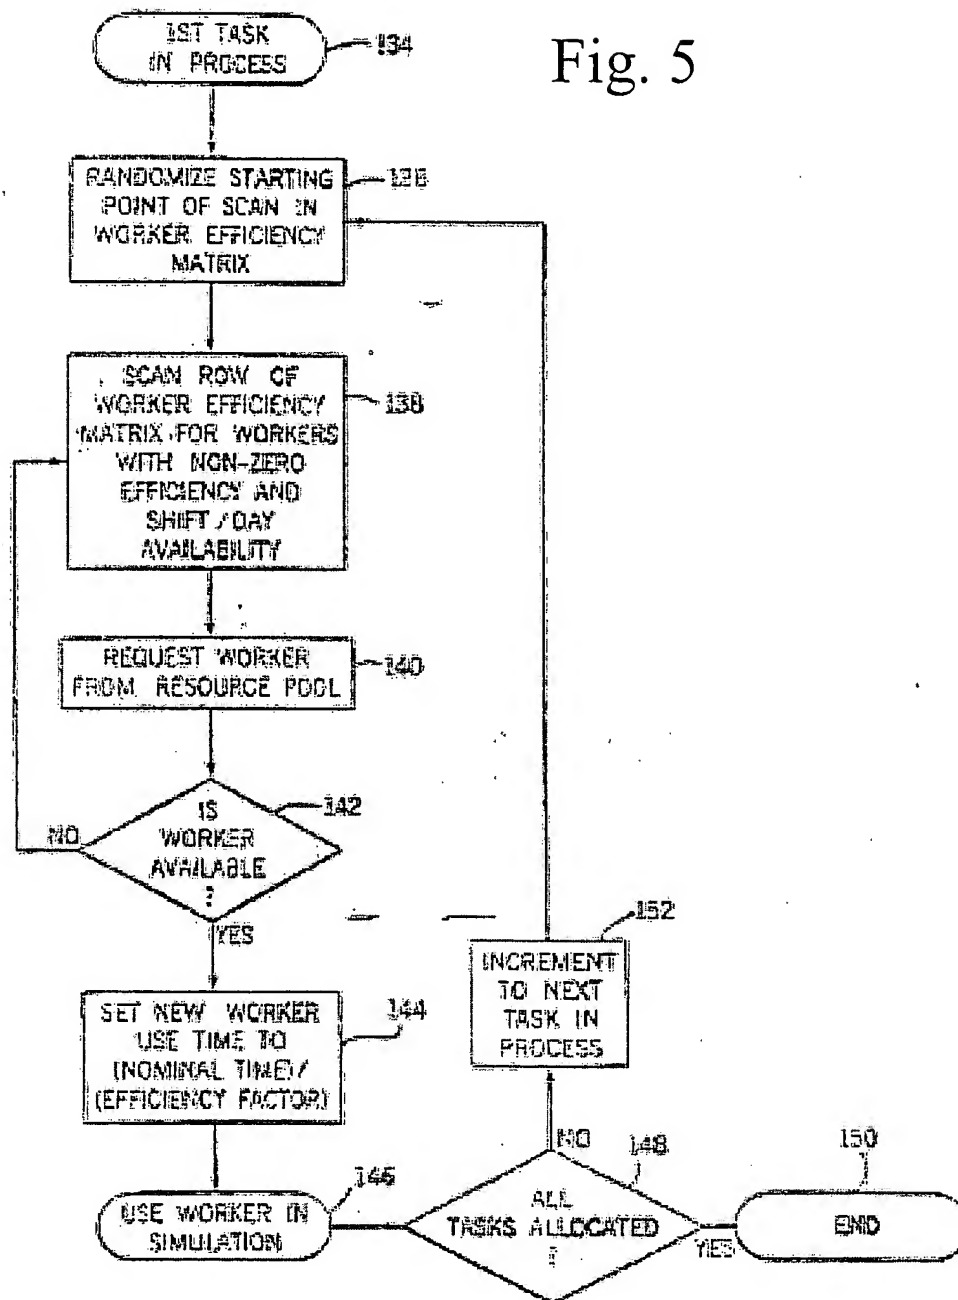 Fig. 5
1ST TASK
IN PROCESS
134
RANDOMIZE STARTING
POINT OF SCAN IN
WORKER EFFICIENCY
MATRIX
136
SCAN ROW OF
WORKER EFFICIENCY
MATRIX FOR WORKERS
WITH NON-ZERO
EFFICIENCY AND
SHIFT/DAY
AVAILABILITY
138
REQUEST WORKER
FROM RESOURCE POOL
140
IS
WORKER
AVAILABLE
?
142
NO
YES
SET NEW WORKER
USE TIME TO
(NOMINAL TIME)/
(EFFICIENCY FACTOR)
144
USE WORKER IN
SIMULATION
146
ALL
TASKS ALLOCATED
?
148
NO
YES
INCREMENT
TO NEXT
TASK IN
PROCESS
152
END
150